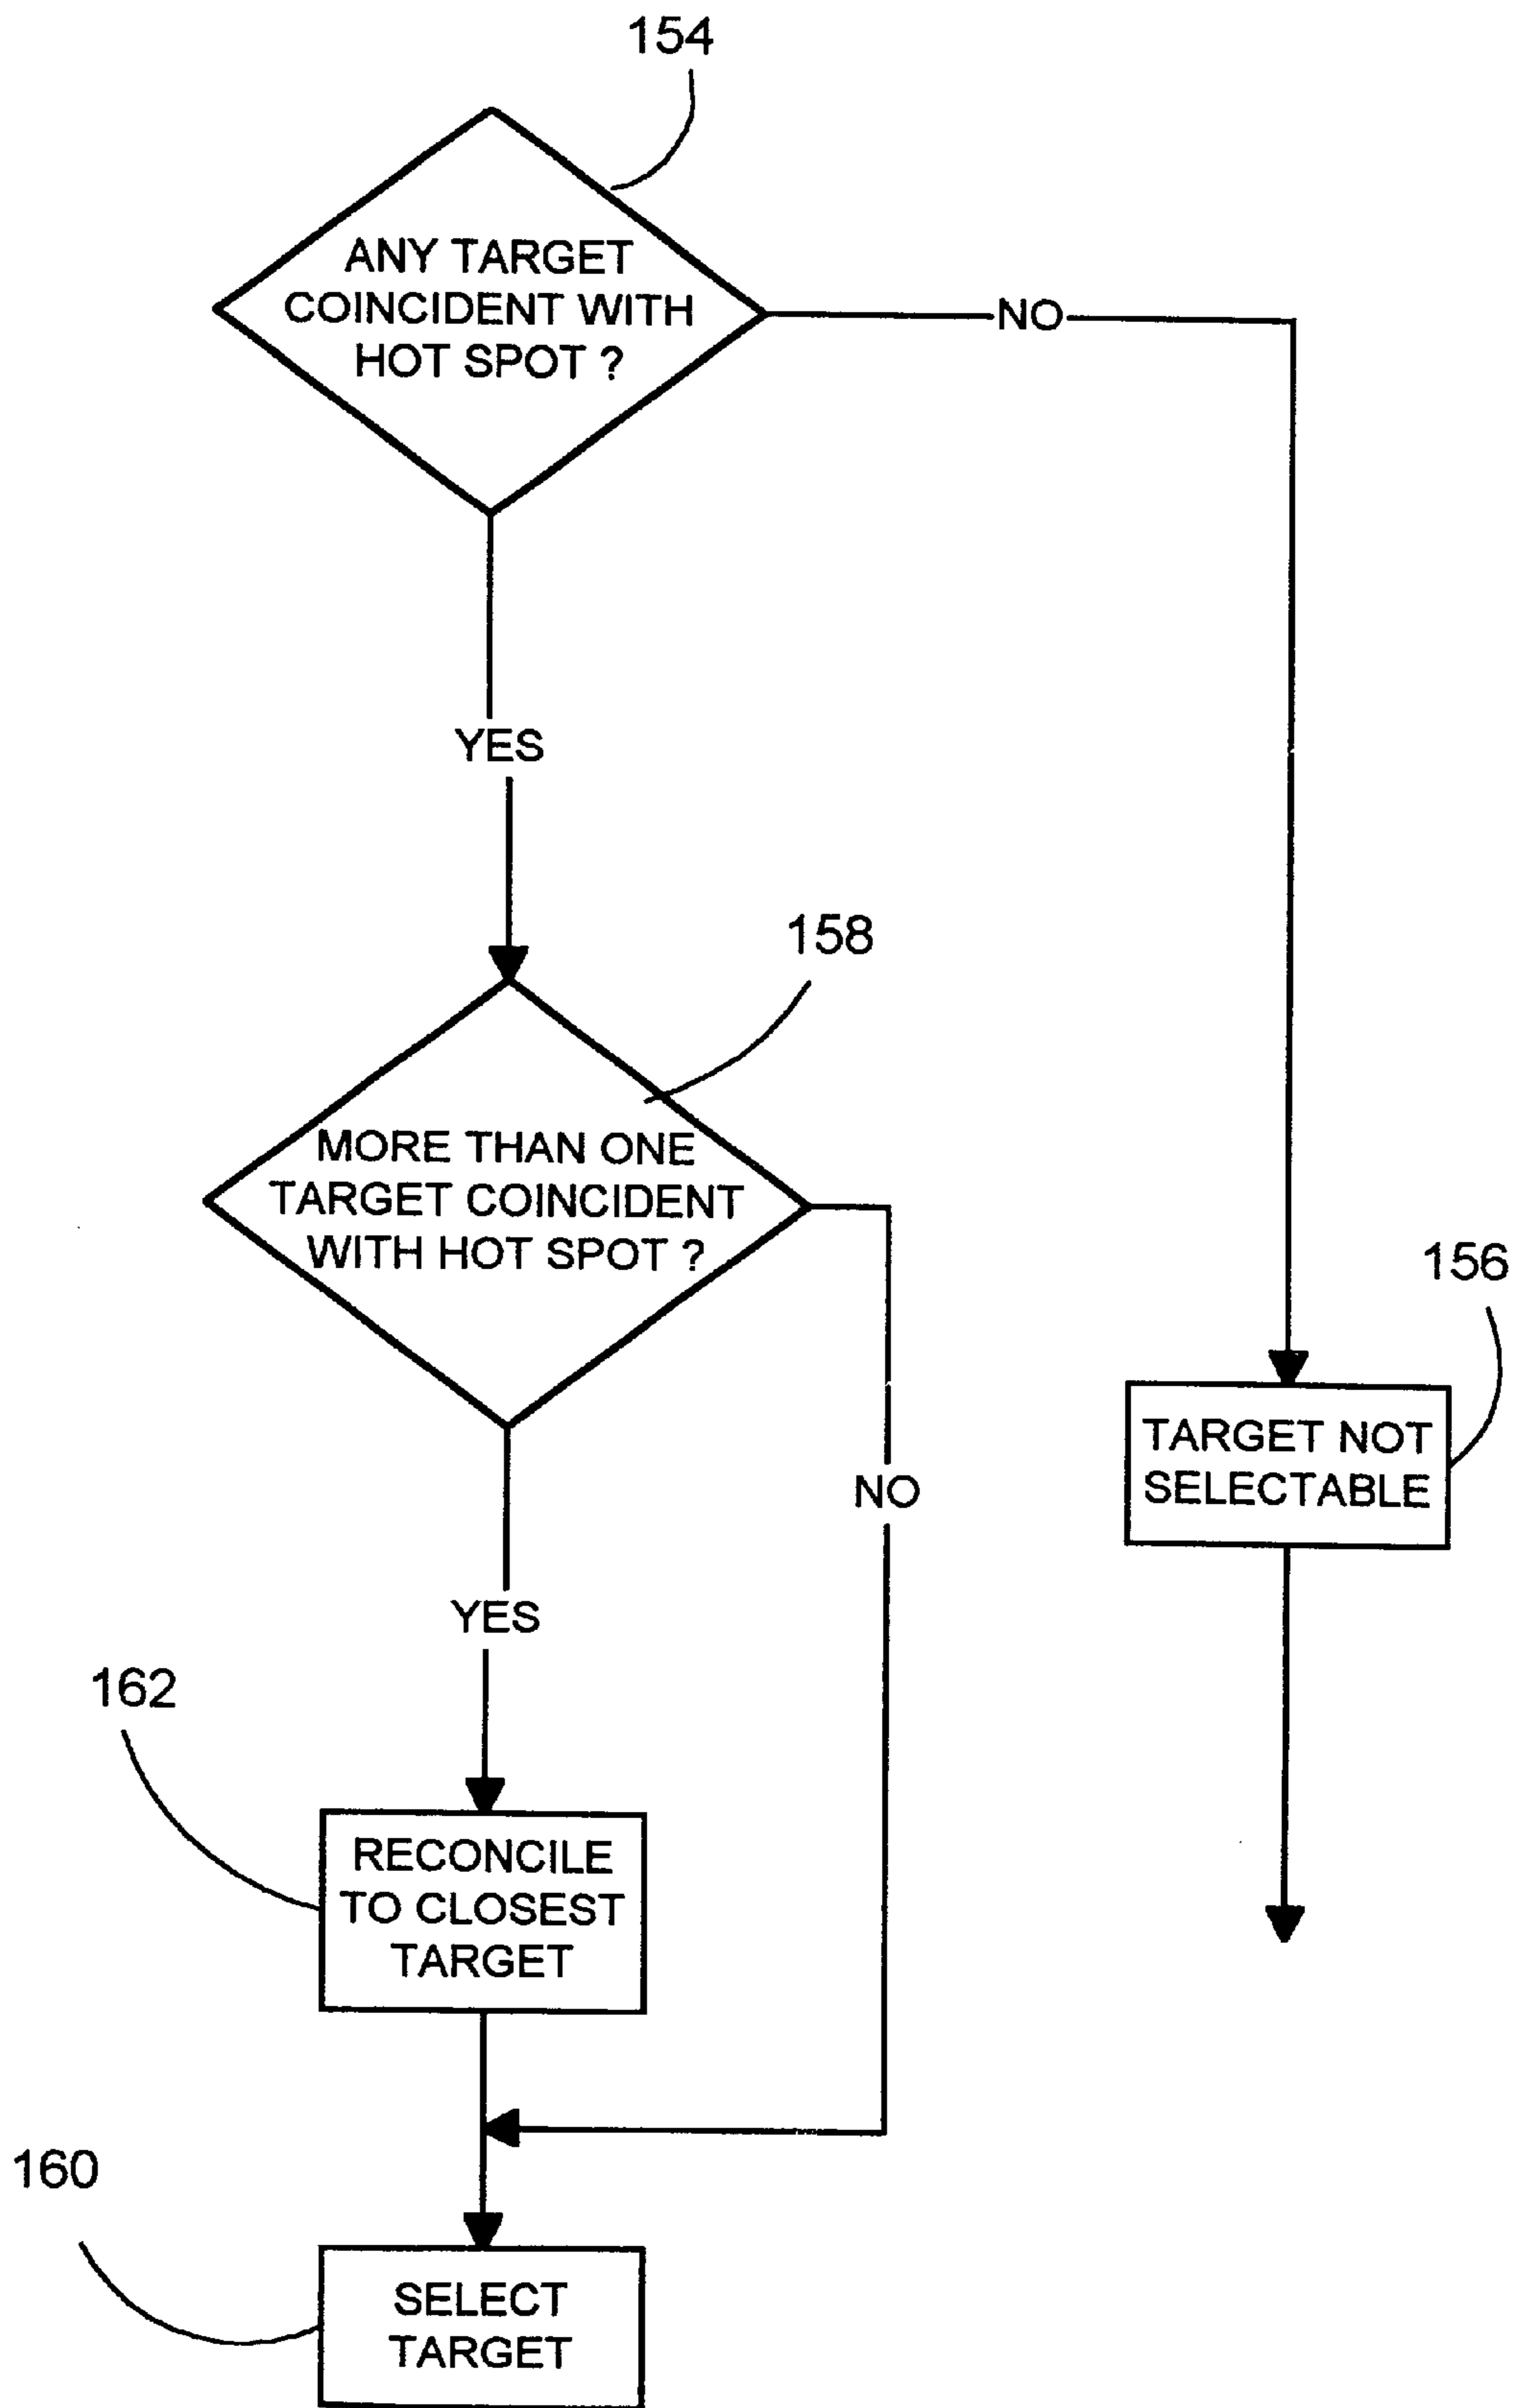 154
ANY TARGET
COINCIDENT WITH
HOT SPOT ?
NO
YES
158
MORE THAN ONE
TARGET COINCIDENT
WITH HOT SPOT ?
156
TARGET NOT
SELECTABLE
NO
YES
162
RECONCILE
TO CLOSEST
TARGET
160
SELECT
TARGET